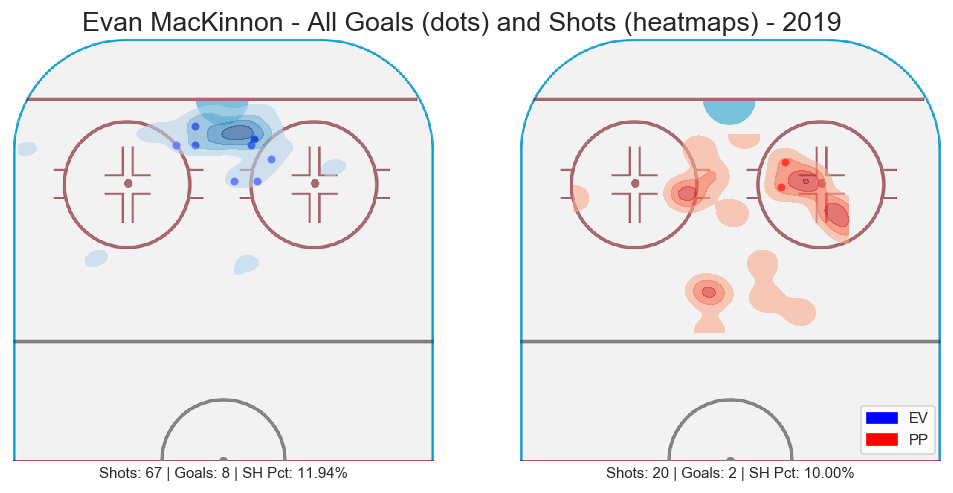 Evan MacKinnon - All Goals (dots) and Shots (heatmaps) - 2019
EV
PP
Shots: 67 | Goals: 8 | SH Pct: 11.94%
Shots: 20 | Goals: 2 | SH Pct: 10.00%